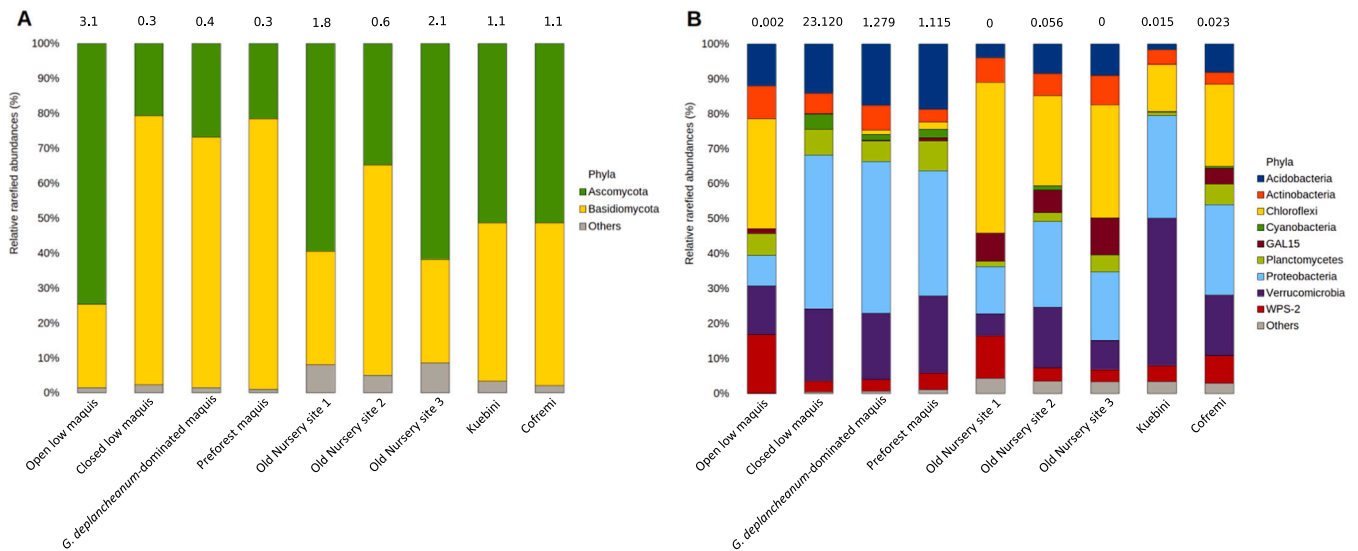 A
3.1 0.3 0.4 0.3 1.8 0.6 2.1 1.1 1.1
Relative rarefied abundances (%)
100%
90%
80%
70%
60%
50%
40%
30%
20%
10%
0%
Open low maquis
Closed low maquis
G. deplancheanum-dominated maquis
Preforest maquis
Old Nursery site 1
Old Nursery site 2
Old Nursery site 3
Kuebini
Cofremi
Phyla
Ascomycota
Basidiomycota
Others
B
0.002 23.120 1.279 1.115 0 0.056 0 0.015 0.023
Relative rarefied abundances (%)
100%
90%
80%
70%
60%
50%
40%
30%
20%
10%
0%
Open low maquis
Closed low maquis
G. deplancheanum-dominated maquis
Preforest maquis
Old Nursery site 1
Old Nursery site 2
Old Nursery site 3
Kuebini
Cofremi
Phyla
Acidobacteria
Actinobacteria
Chloroflexi
Cyanobacteria
GAL15
Planctomycetes
Proteobacteria
Verrucomicrobia
WPS-2
Others